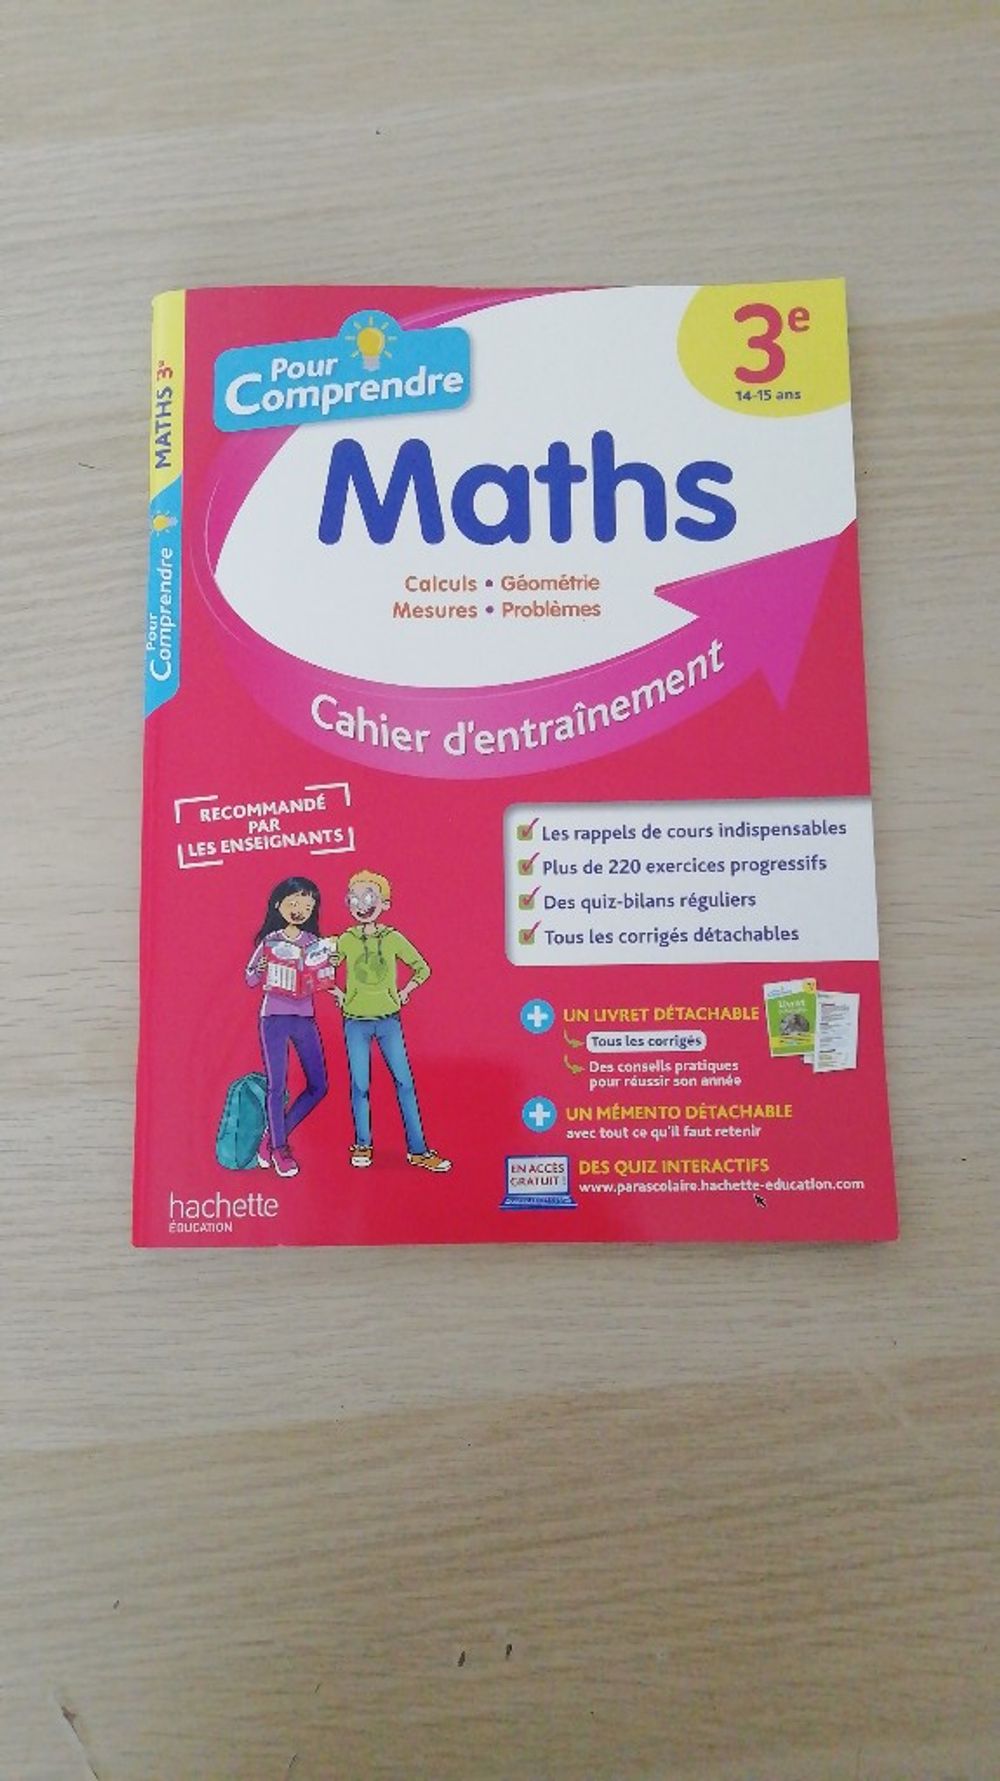 MATHS 3e
Pour
Comprendre
Pour
Comprendre
3e
14-15 ans
Maths
Calculs • Géométrie
Mesures • Problèmes
Cahier d'entraînement
RECOMMANDÉ
PAR
LES ENSEIGNANTS
Les rappels de cours indispensables
Plus de 220 exercices progressifs
Des quiz-bilans réguliers
Tous les corrigés détachables
+ UN LIVRET DÉTACHABLE
Tous les corrigés
Des conseils pratiques
pour réussir son année
+ UN MÉMENTO DÉTACHABLE
avec tout ce qu'il faut retenir
EN ACCÈS
GRATUIT !
DES QUIZ INTERACTIFS
www.parascolaire.hachette-education.com
hachette
ÉDUCATION